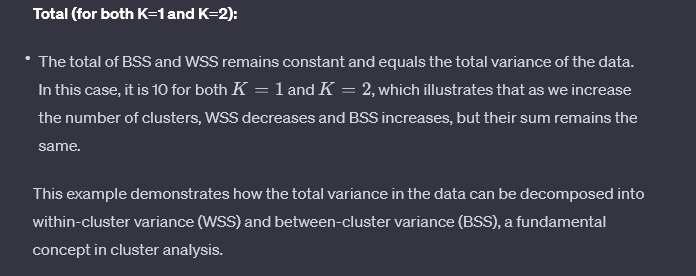 Total (for both K=1 and K=2):
• The total of BSS and WSS remains constant and equals the total variance of the data.
In this case, it is 10 for both K = 1 and K = 2, which illustrates that as we increase
the number of clusters, WSS decreases and BSS increases, but their sum remains the
same.
This example demonstrates how the total variance in the data can be decomposed into
within-cluster variance (WSS) and between-cluster variance (BSS), a fundamental
concept in cluster analysis.